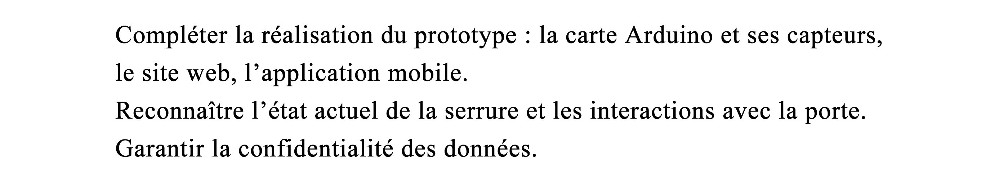 Compléter la réalisation du prototype : la carte Arduino et ses capteurs,
le site web, l’application mobile.
Reconnaître l’état actuel de la serrure et les interactions avec la porte.
Garantir la confidentialité des données.